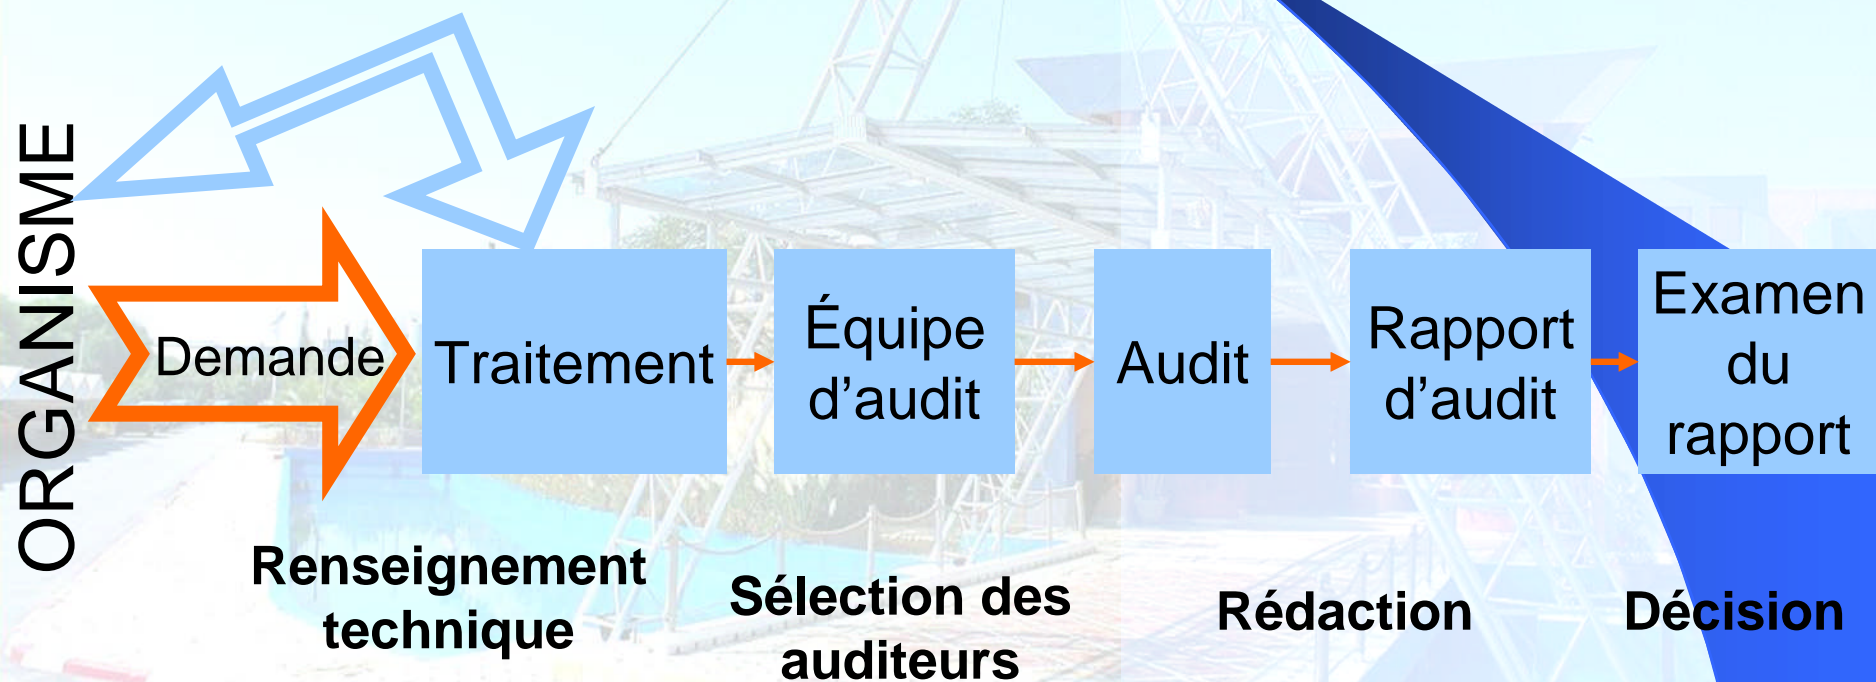 ORGANISME
Demande
Traitement
Équipe
d’audit
Audit
Rapport
d’audit
Examen
du
rapport
Renseignement
technique
Sélection des
auditeurs
Rédaction
Décision